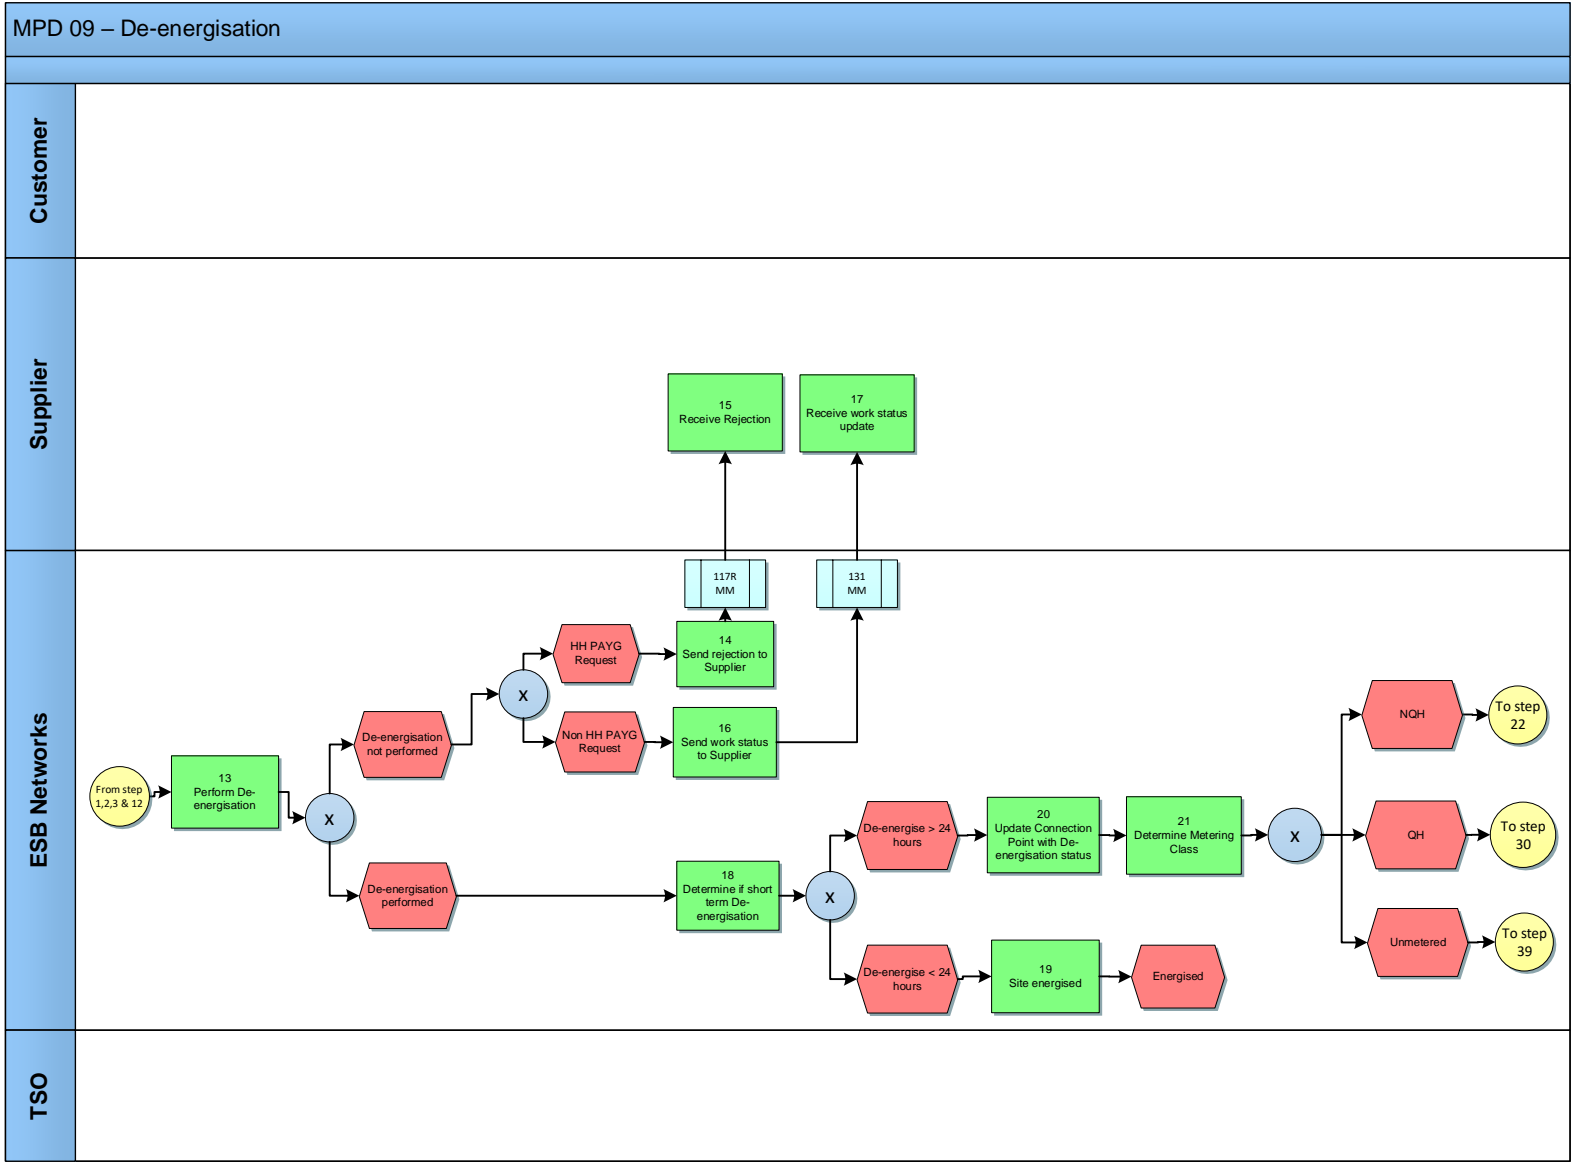 MPD 09 – De-energisation
Customer
Supplier
15
Receive Rejection
17
Receive work status
update
ESB Networks
117R
MM
131
MM
HH PAYG
Request
14
Send rejection to
Supplier
X
Non HH PAYG
Request
16
Send work status
to Supplier
De-energisation
not performed
From step
1,2,3 & 12
13
Perform De-
energisation
X
De-energisation
performed
18
Determine if short
term De-
energisation
X
De-energise > 24
hours
20
Update Connection
Point with De-
energisation status
21
Determine Metering
Class
X
NQH
To step
22
QH
To step
30
Unmetered
To step
39
De-energise < 24
hours
19
Site energised
Energised
TSO